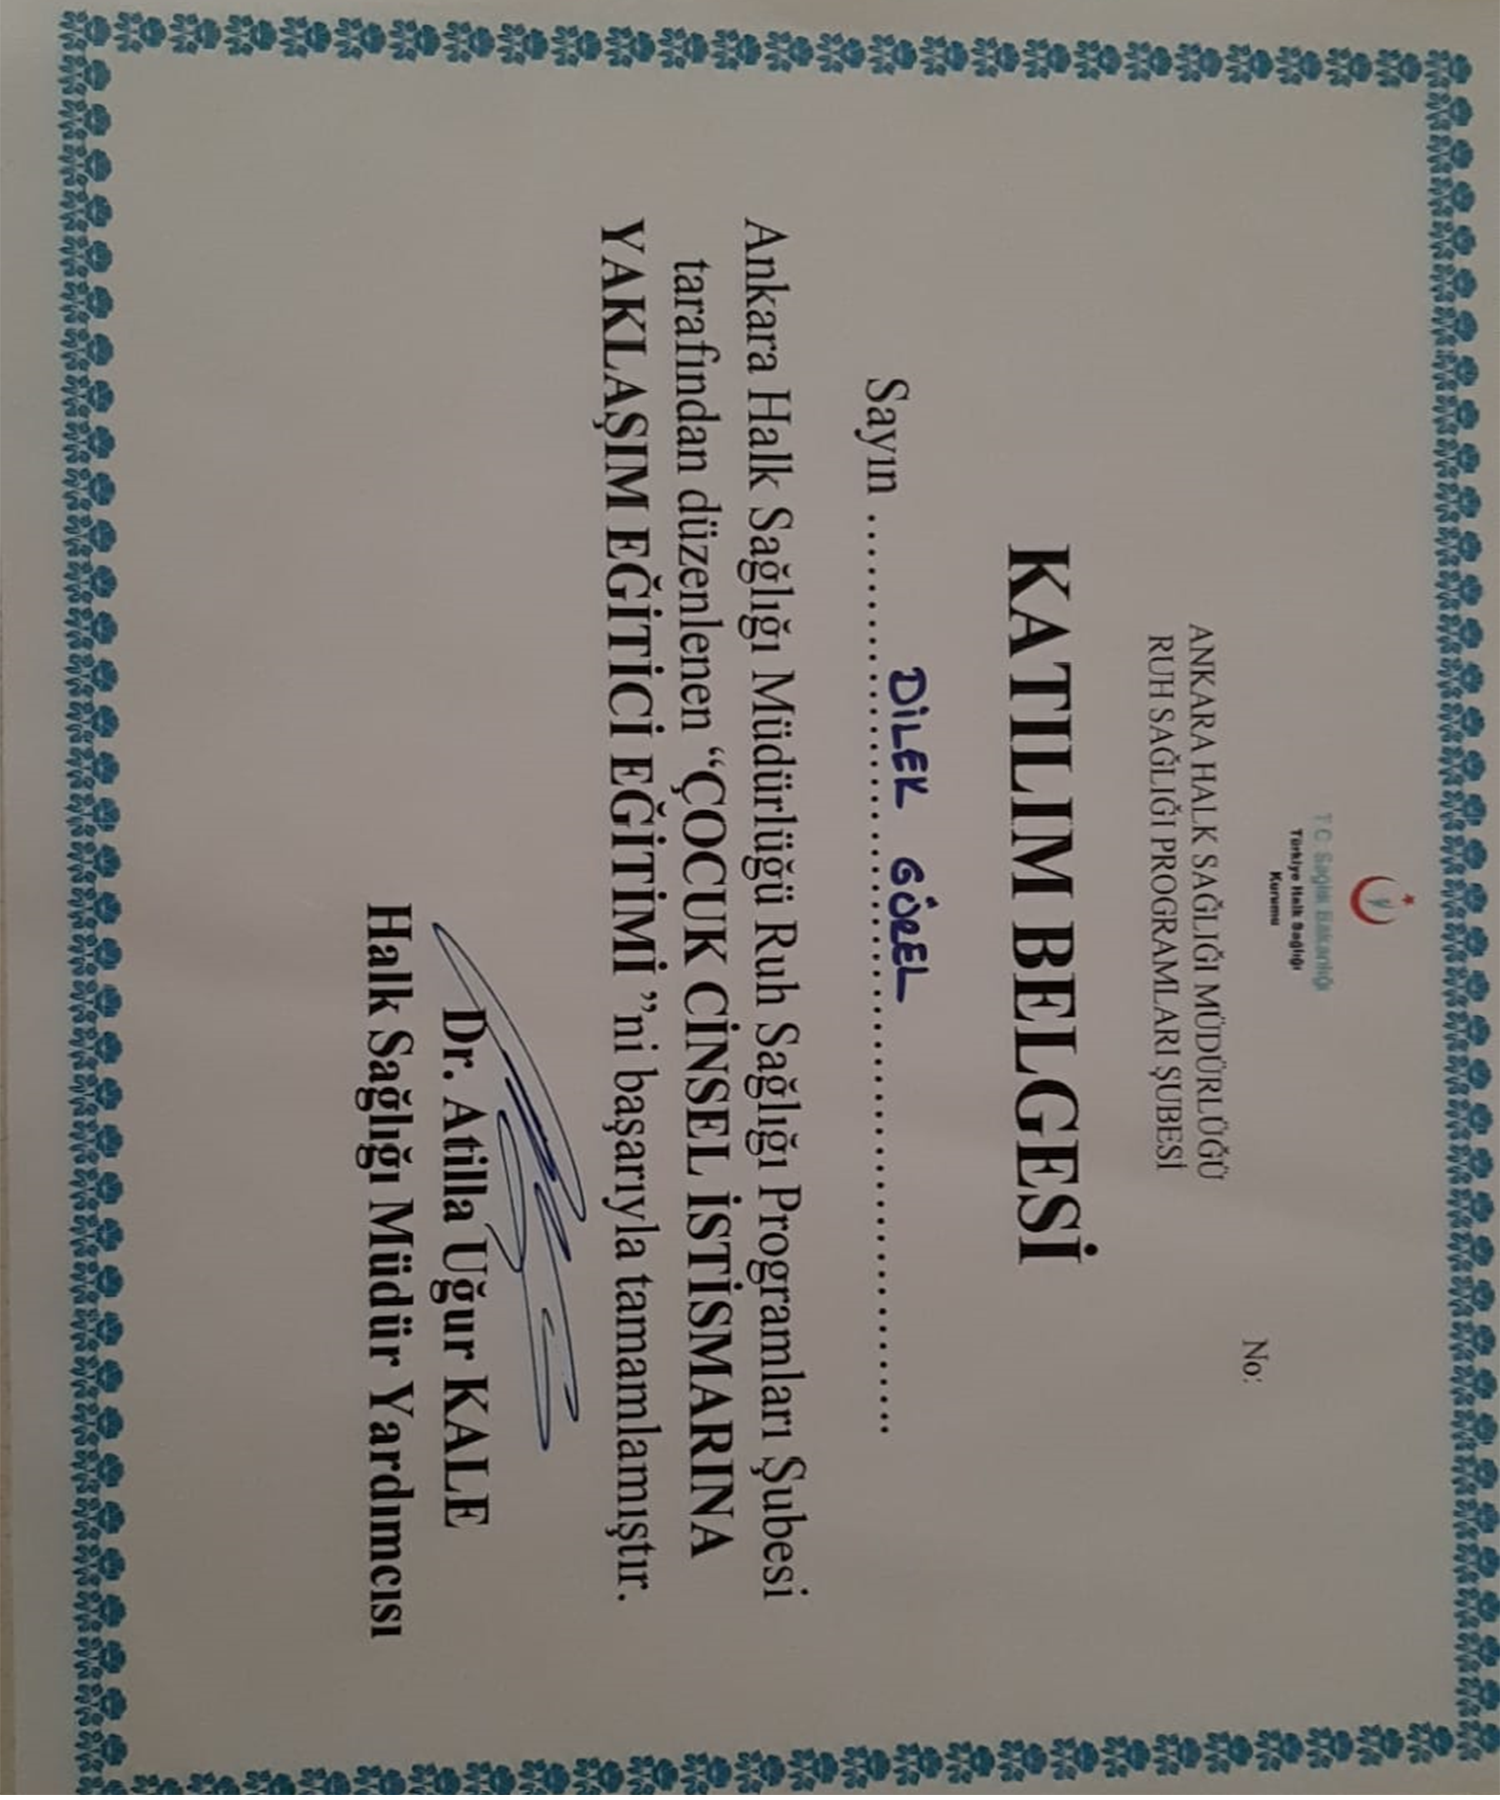 T.C. Sağlık Bakanlığı
Türkiye Halk Sağlığı
Kurumu
No:
ANKARA HALK SAĞLIĞI MÜDÜRLÜĞÜ
RUH SAĞLIĞI PROGRAMLARI ŞUBESİ
KATILIM BELGESİ
Sayın ........ DİLEK GÜREL ........
Ankara Halk Sağlığı Müdürlüğü Ruh Sağlığı Programları Şubesi
tarafından düzenlenen “ÇOCUK CİNSEL İSTİSMARINA
YAKLAŞIM EĞİTİCİ EĞİTİMİ ”ni başarıyla tamamlamıştır.
Dr. Atilla Uğur KALE
Halk Sağlığı Müdür Yardımcısı